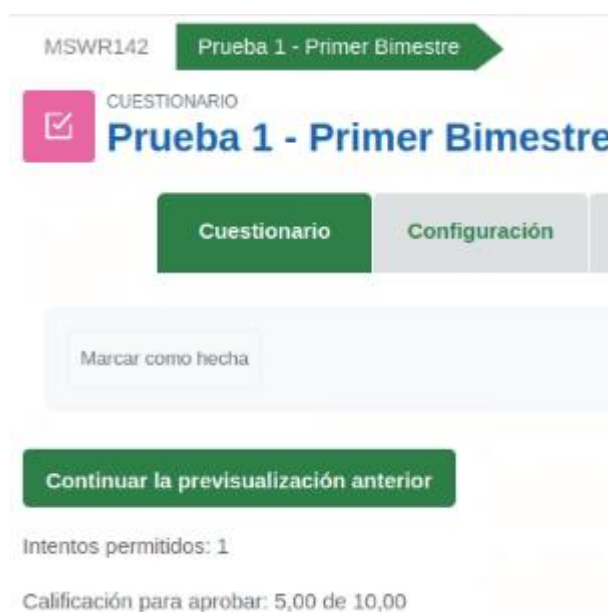 MSWR142 Prueba 1 - Primer Bimestre
CUESTIONARIO
Prueba 1 - Primer Bimestre
Cuestionario Configuración
Marcar como hecha
Continuar la previsualización anterior
Intentos permitidos: 1
Calificación para aprobar: 5,00 de 10,00